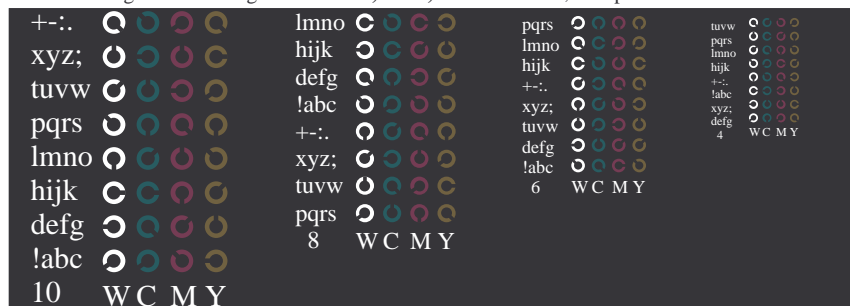 +-:.
xyz;
tuvw
pqrs
lmno
hijk
defg
!abc
10 W C M Y
lmno
hijk
defg
!abc
+-:.
xyz;
tuvw
pqrs
8 W C M Y
pqrs
lmno
hijk
+-:.
xyz;
tuvw
defg
!abc
6 W C M Y
tuvw
pqrs
lmno
hijk
+-:.
!abc
xyz;
defg
4 W C M Y